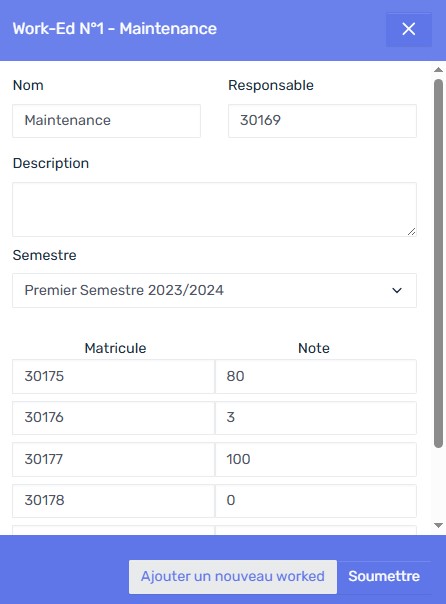 Work-Ed N°1 - Maintenance
Nom Responsable
Maintenance 30169
Description
Semestre
Premier Semestre 2023/2024
Matricule Note
30175 80
30176 3
30177 100
30178 0
Ajouter un nouveau worked Soumettre